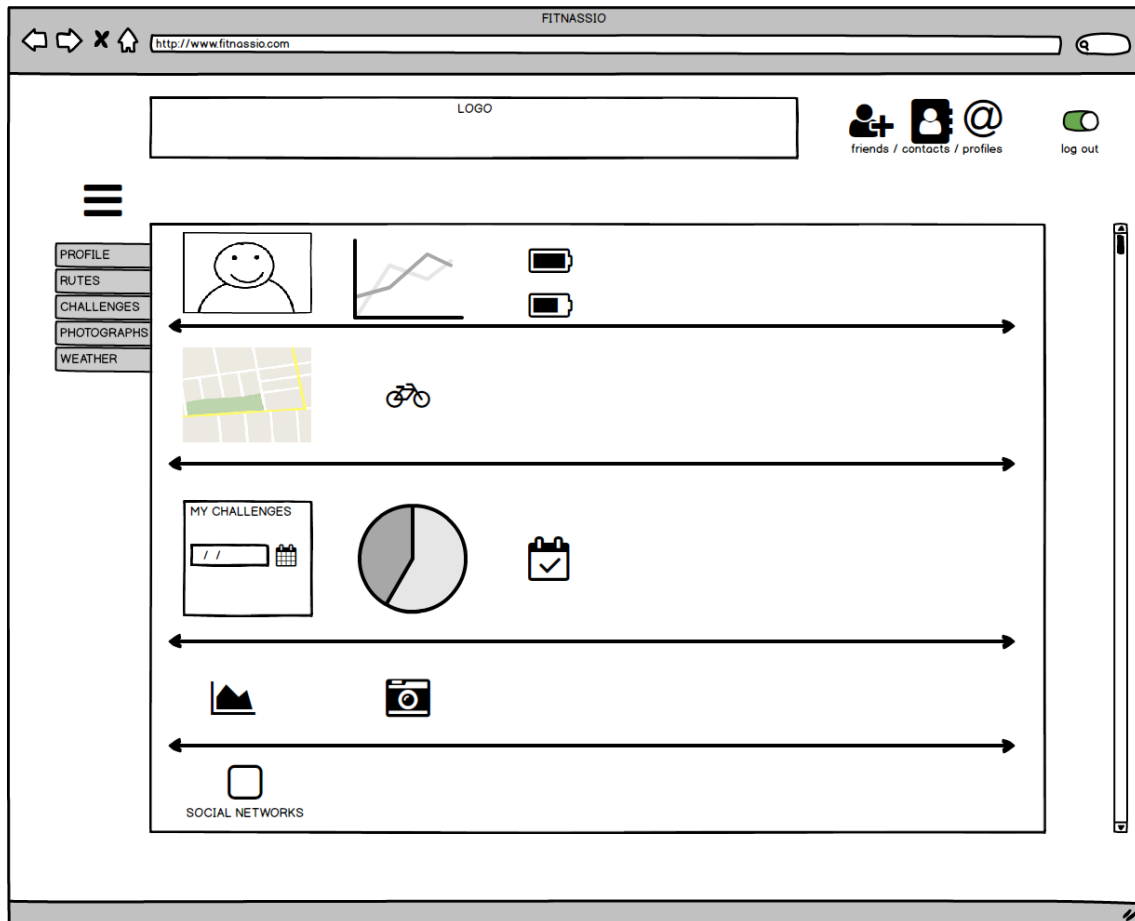 FITNASSIO
http://www.fitnassio.com
LOGO
friends / contacts / profiles
log out
PROFILE
RUTES
CHALLENGES
PHOTOGRAPHS
WEATHER
MY CHALLENGES
/ /
SOCIAL NETWORKS